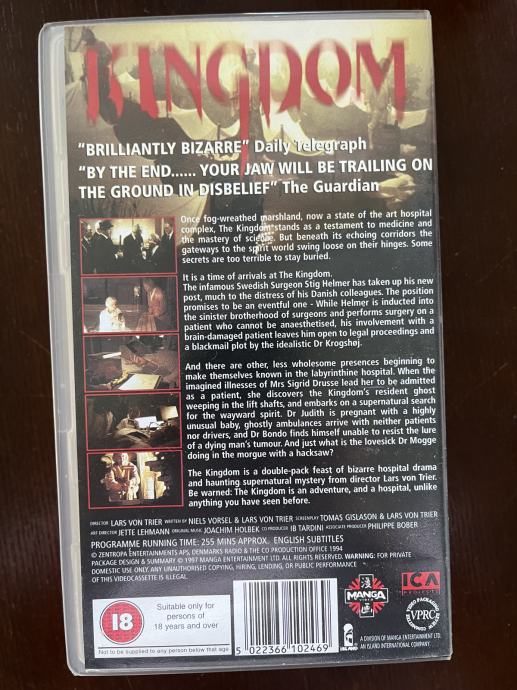 KINGDOM
“BRILLIANTLY BIZARRE” Daily Telegraph
“BY THE END...... YOUR JAW WILL BE TRAILING ON
THE GROUND IN DISBELIEF” The Guardian
Once fog-wreathed marshland, now a state of the art hospital
complex, The Kingdom stands as a testament to medicine and
the mastery of science. But beneath its echoing corridors the
gateways to the spirit world swing loose on their hinges. Some
secrets are too terrible to stay buried.
It is a time of arrivals at The Kingdom.
The infamous Swedish Surgeon Stig Helmer has taken up his new
post, much to the distress of his Danish colleagues. The position
promises to be an eventful one - While Helmer is inducted into
the sinister brotherhood of surgeons and performs surgery on a
patient who cannot be anaesthetised, his involvement with a
brain-damaged patient leaves him open to legal proceedings and
a blackmail plot by the idealistic Dr Krogshøj.
And there are other, less wholesome presences beginning to
make themselves known in the labyrinthine hospital. When the
imagined illnesses of Mrs Sigrid Drusse lead her to be admitted
as a patient, she discovers the Kingdom's resident ghost
weeping in the lift shafts, and embarks on a supernatural search
for the wayward spirit. Dr Judith is pregnant with a highly
unusual baby, ghostly ambulances arrive with neither patients
nor drivers, and Dr Bondo finds himself unable to resist the lure
of a dying man's tumour. And just what is the lovesick Dr Mogge
doing in the morgue with a hacksaw?
The Kingdom is a double-pack feast of bizarre hospital drama
and haunting supernatural mystery from director Lars von Trier.
Be warned: The Kingdom is an adventure, and a hospital, unlike
anything you have seen before.
DIRECTOR LARS VON TRIER WRITTEN BY NIELS VORSEL & LARS VON TRIER SCREENPLAY TOMAS GISLASON & LARS VON TRIER
ART DIRECTOR JETTE LEHMANN ORIGINAL MUSIC JOACHIM HOLBEK CO PRODUCER IB TARDINI ASSOCIATE PRODUCER PHILIPPE BOBER
PROGRAMME RUNNING TIME: 255 MINS APPROX. ENGLISH SUBTITLES
© ZENTROPA ENTERTAINMENTS APS, DENMARKS RADIO & THE CO PRODUCTION OFFICE 1994
PACKAGE DESIGN & SUMMARY © 1997 MANGA ENTERTAINMENT LTD. ALL RIGHTS RESERVED. WARNING: FOR PRIVATE
DOMESTIC USE ONLY. ANY UNAUTHORISED COPYING, HIRING, LENDING, OR PUBLIC PERFORMANCE
OF THIS VIDEOCASSETTE IS ILLEGAL
18
Suitable only for
persons of
18 years and over
Not to be supplied to any person below that age
5 022366 102469
MANGA
VIDEO
ICA
PROJECTS
VPRC
ISLAND
A DIVISION OF MANGA ENTERTAINMENT LTD.
AN ISLAND INTERNATIONAL COMPANY.